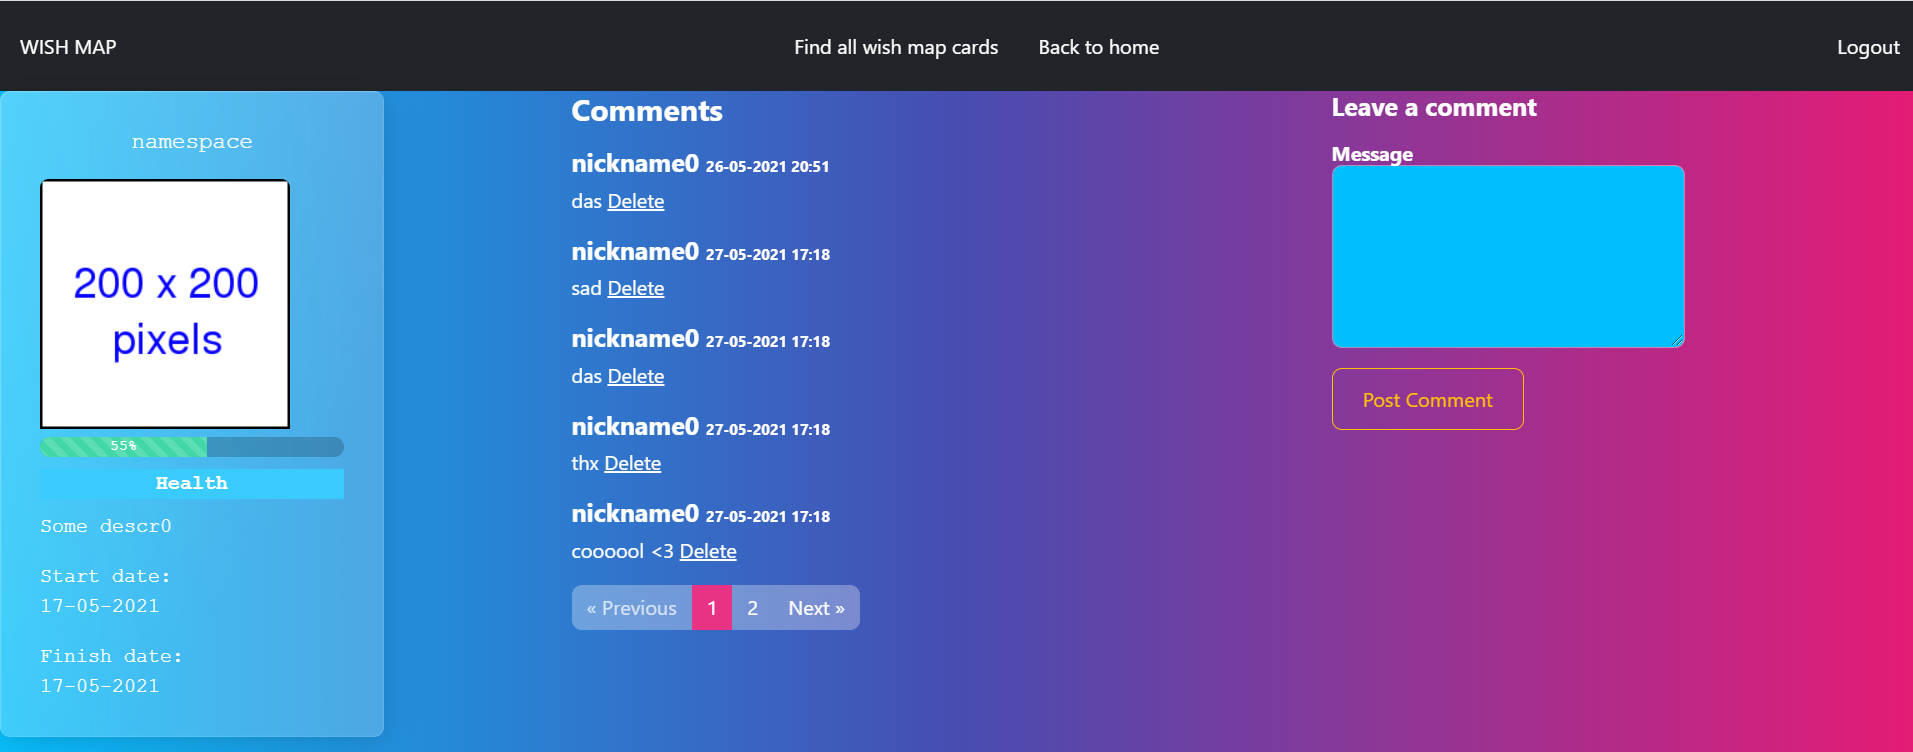 WISH MAP
Find all wish map cards
Back to home
Logout
namespace
200 x 200
pixels
55%
Health
Some descr0
Start date:
17-05-2021
Finish date:
17-05-2021
Comments
nickname0 26-05-2021 20:51
das Delete
nickname0 27-05-2021 17:18
sad Delete
nickname0 27-05-2021 17:18
das Delete
nickname0 27-05-2021 17:18
thx Delete
nickname0 27-05-2021 17:18
coooool <3 Delete
« Previous 1 2 Next »
Leave a comment
Message
Post Comment